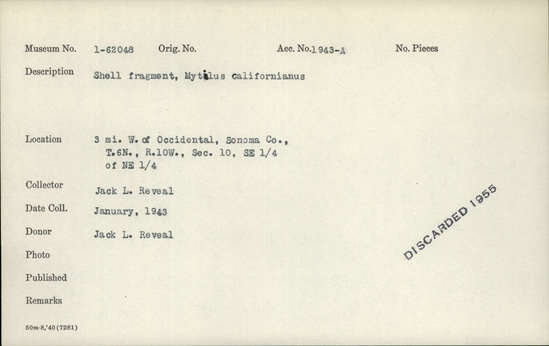 Museum No. 1-62048 Orig. No. Acc. No. 1943-A No. Pieces
Description Shell fragment, Mytilus californianus
Location 3 mi. W. of Occidental, Sonoma Co.,
T.6N., R.10W., Sec. 10, SE 1/4
of NE 1/4
Collector Jack L. Reveal
Date Coll. January, 1943
Donor Jack L. Reveal
DISCARDED 1955
Photo
Published
Remarks
50m-8,'40(7281)